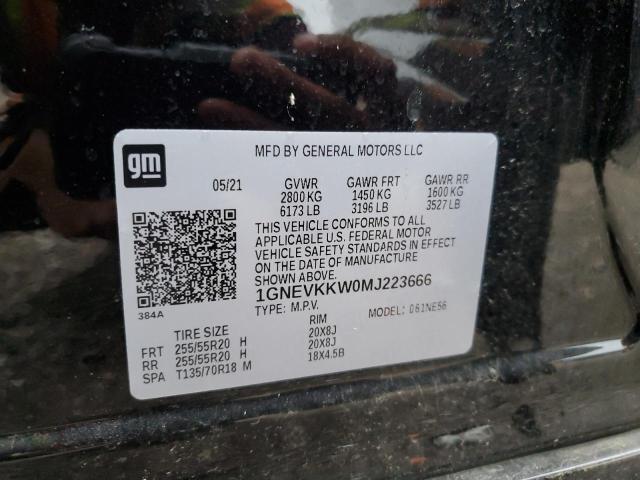 gm
MFD BY GENERAL MOTORS LLC
05/21 GVWR GAWR FRT GAWR RR
2800 KG 1450 KG 1600 KG
6173 LB 3196 LB 3527 LB
THIS VEHICLE CONFORMS TO ALL
APPLICABLE U.S. FEDERAL MOTOR
VEHICLE SAFETY STANDARDS IN EFFECT
ON THE DATE OF MANUFACTURE
SHOWN ABOVE.
1GNEVKKW0MJ223666
TYPE: M.P.V. MODEL: 061NE56
384A
TIRE SIZE RIM
FRT 255/55R20 H 20X8J
RR 255/55R20 H 20X8J
SPA T135/70R18 M 18X4.5B